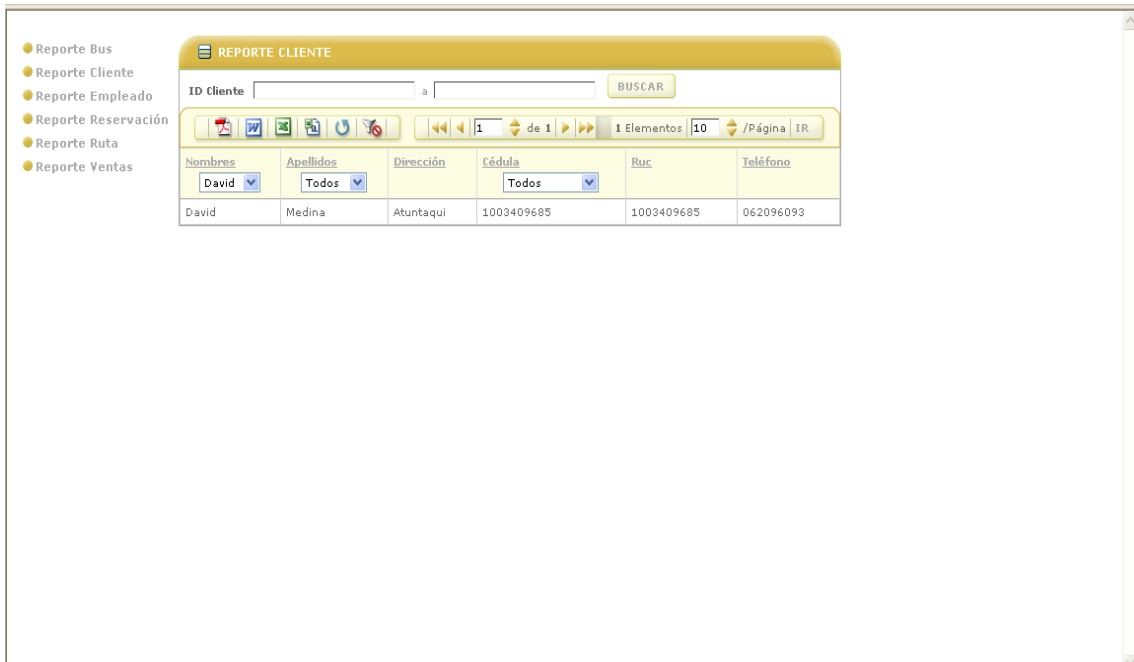 Reporte Bus
Reporte Cliente
Reporte Empleado
Reporte Reservación
Reporte Ruta
Reporte Ventas
REPORTE CLIENTE
ID Cliente a BUSCAR
1 de 1 1 Elementos 10 /Página IR
Nombres Apellidos Dirección Cédula Ruc Teléfono
David Todos Todos
David Medina Atuntaqui 1003409685 1003409685 062096093